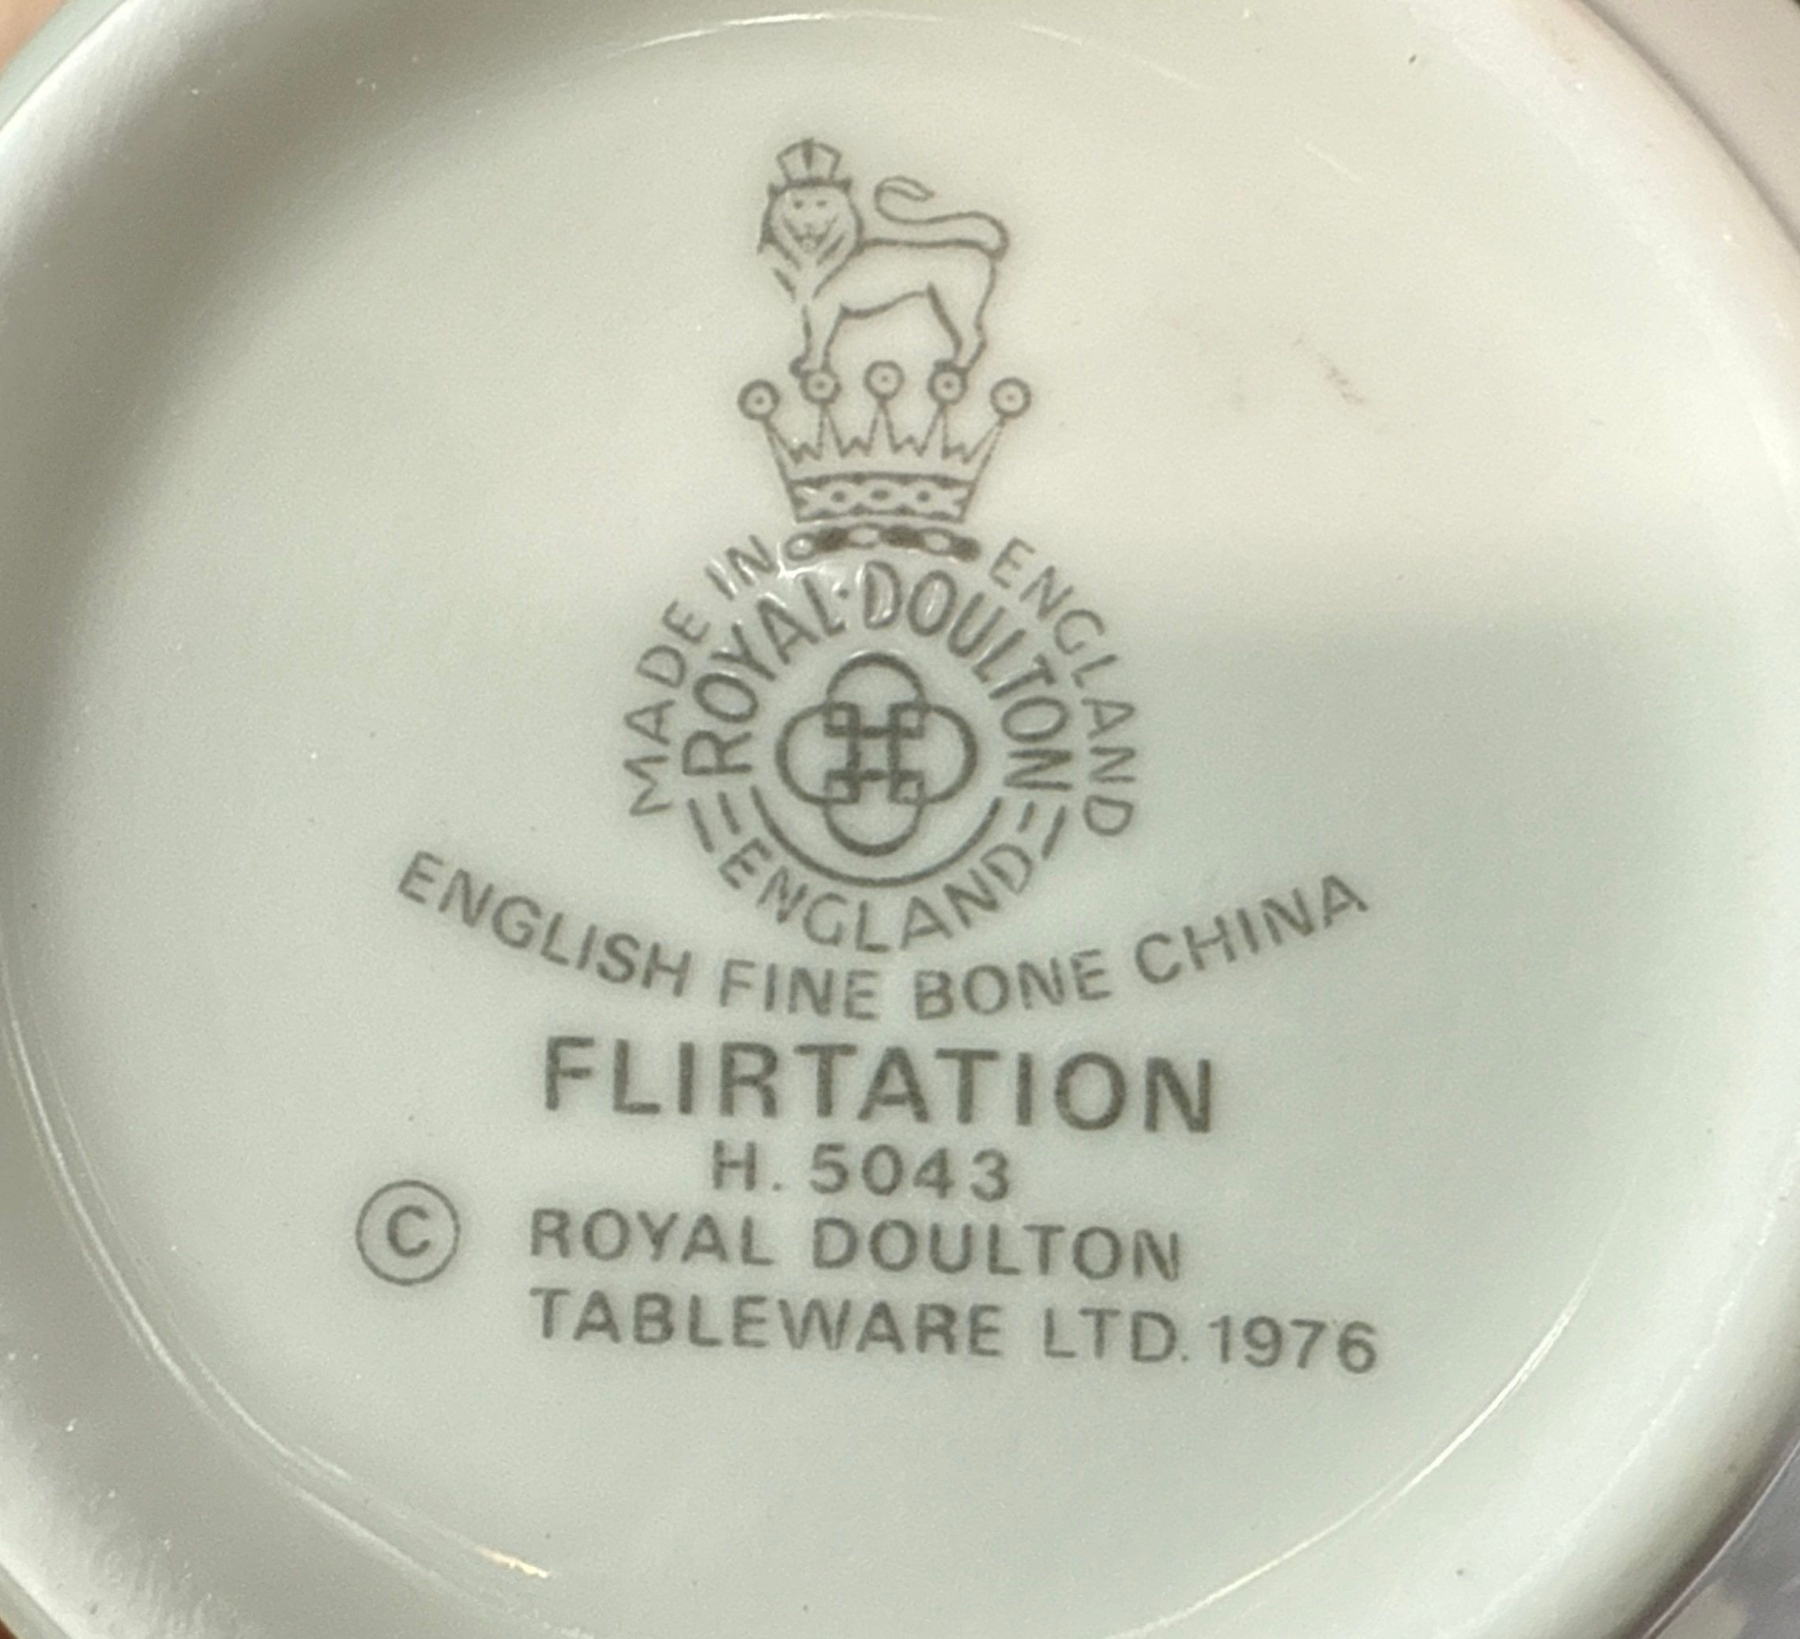 MADE IN ENGLAND
ROYAL·DOULTON
ENGLAND
ENGLISH FINE BONE CHINA
FLIRTATION
H. 5043
© ROYAL DOULTON
TABLEWARE LTD. 1976